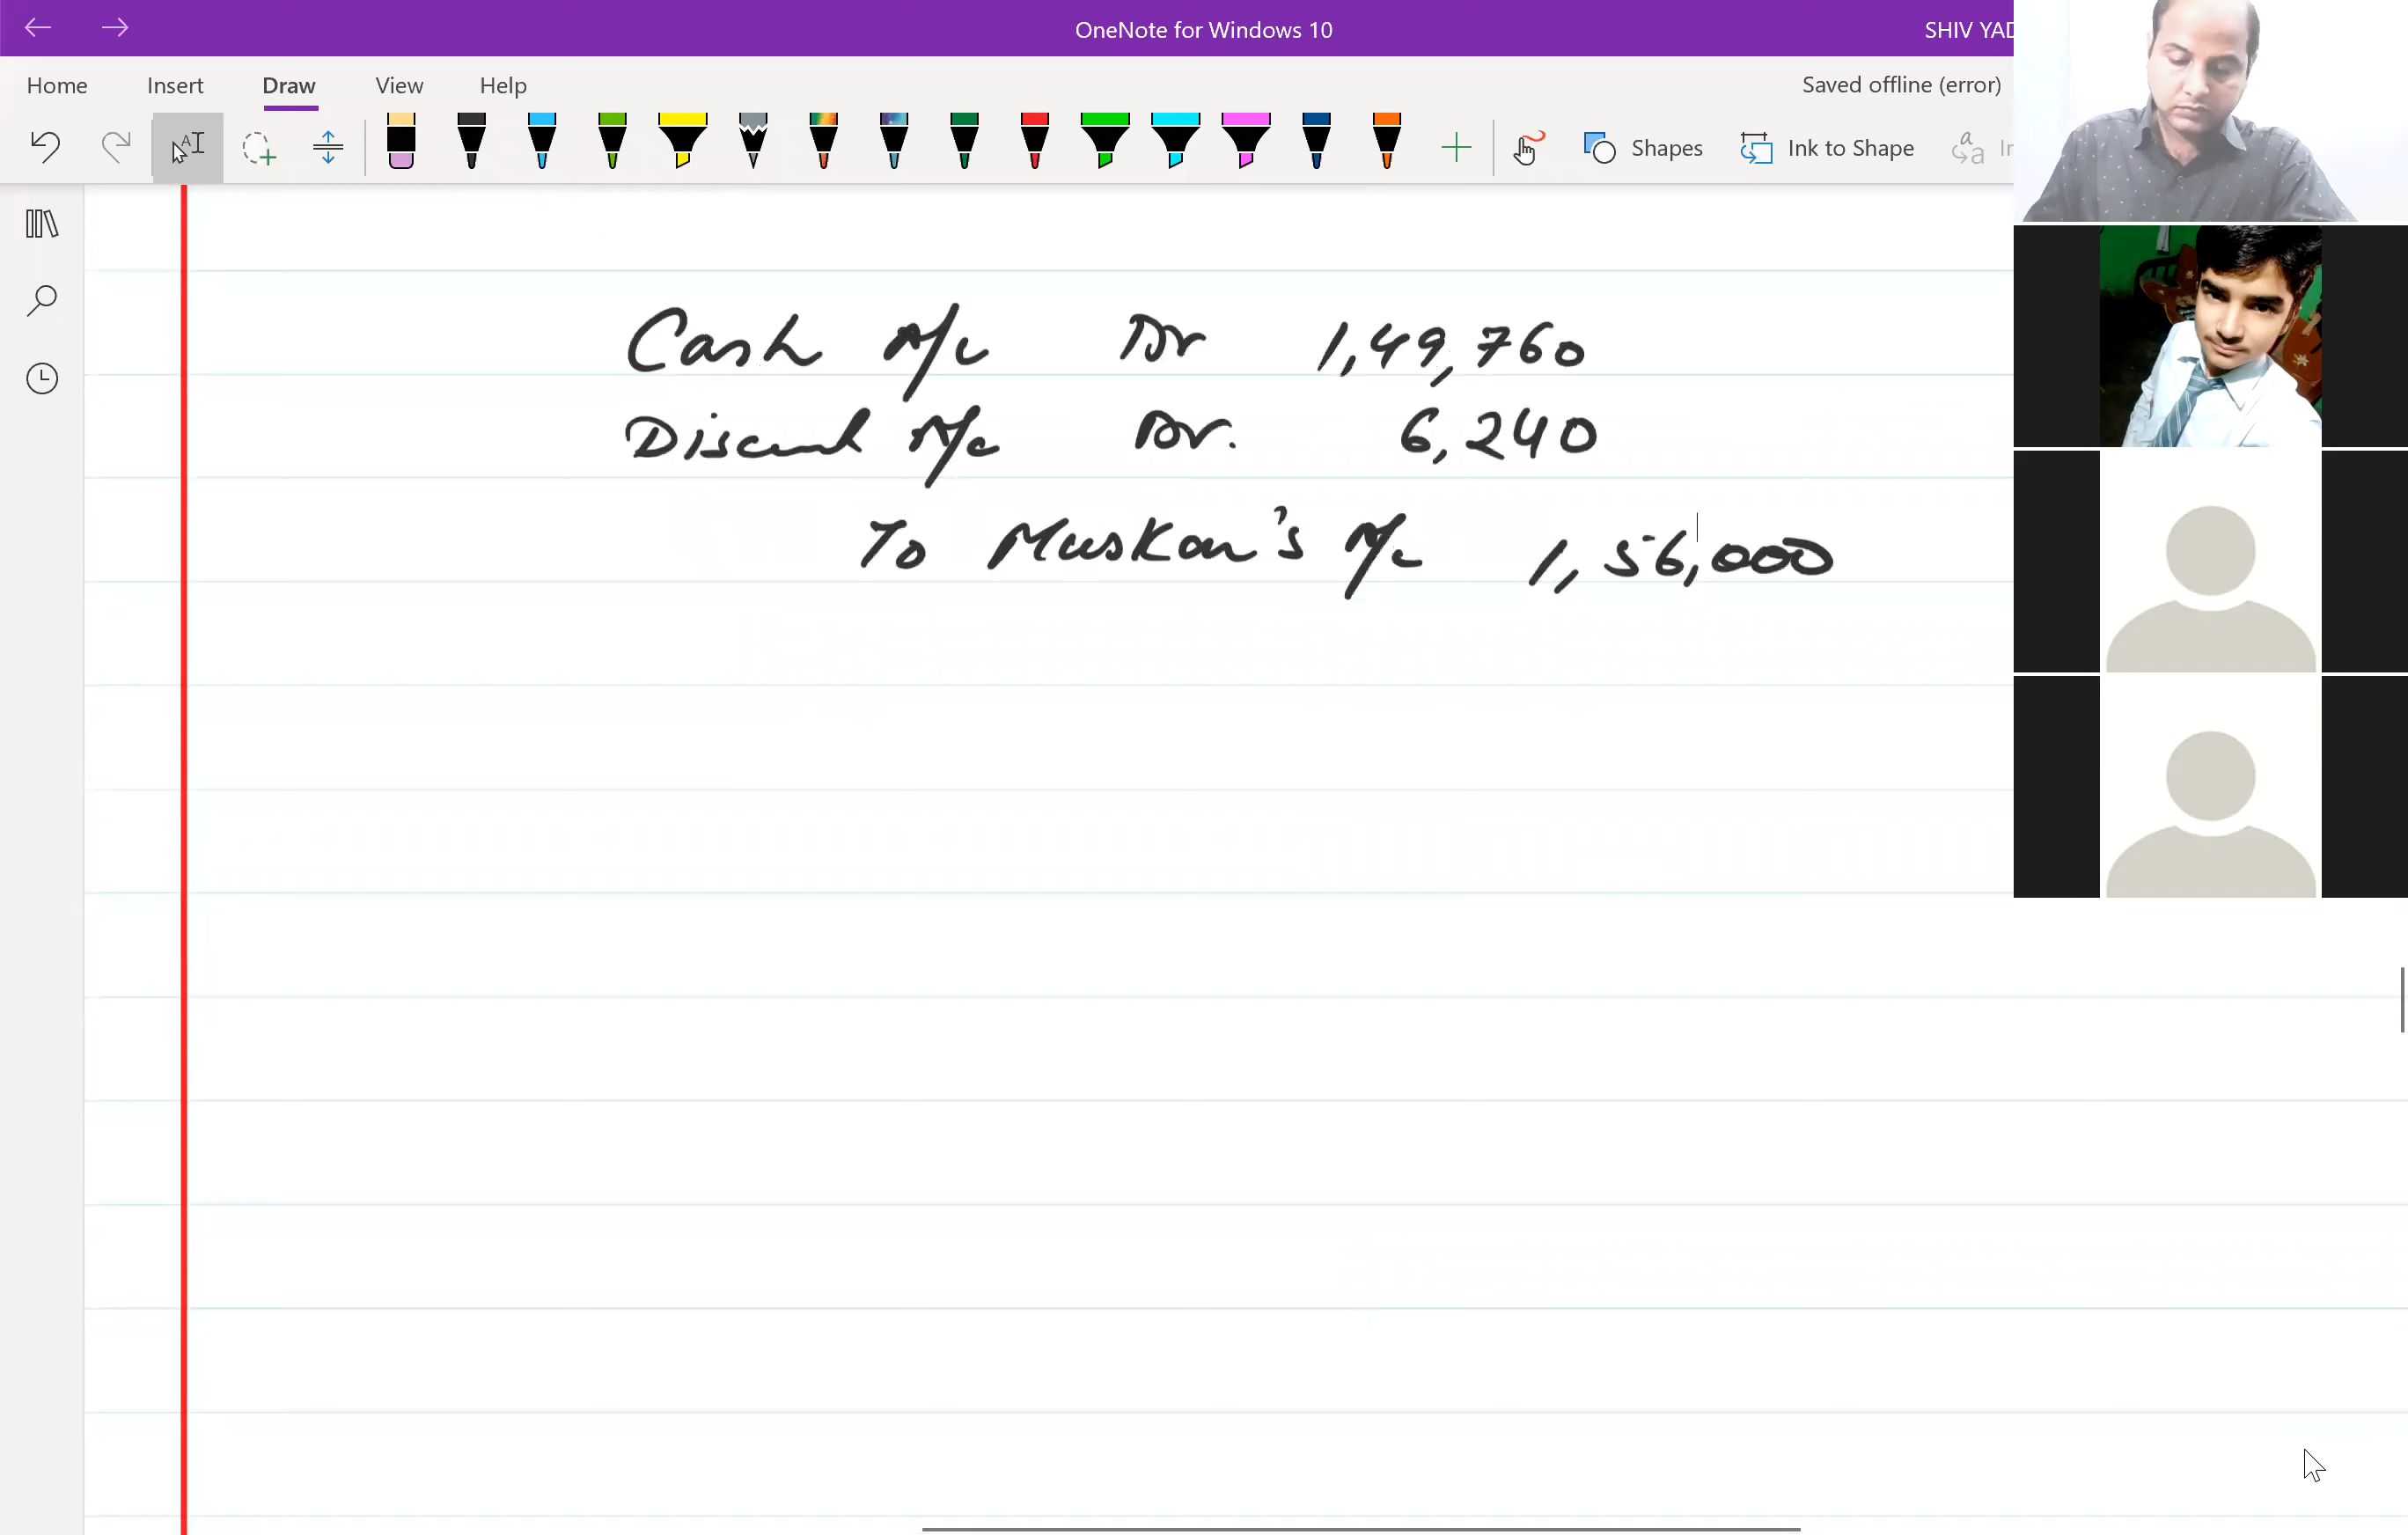 OneNote for Windows 10
SHIV YAD
Home Insert Draw View Help
Saved offline (error)
Shapes Ink to Shape
Cash A/c Dr 1,49,760
Discount A/c Dr. 6,240
To Muskan's A/c 1,56,000